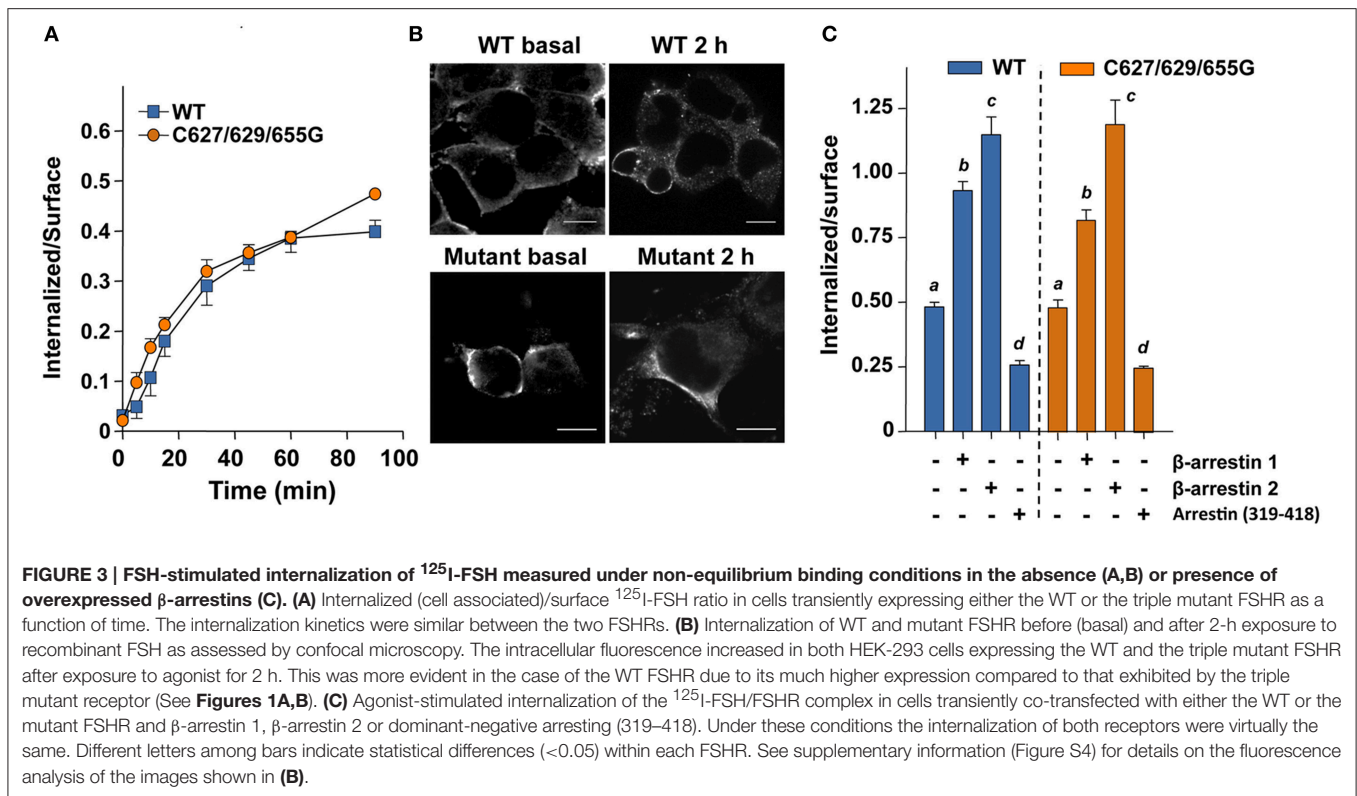 A
WT
C627/629/655G
Internalized/Surface
0.6
0.5
0.4
0.3
0.2
0.1
0
0 20 40 60 80 100
Time (min)
B
WT basal
WT 2 h
Mutant basal
Mutant 2 h
C
WT
C627/629/655G
Internalized/surface
1.25
1.00
0.75
0.50
0.25
0
a b c d a b c d
- + - - - + - - β-arrestin 1
- - + - - - + - β-arrestin 2
- - - + - - - + Arrestin (319-418)
FIGURE 3 | FSH-stimulated internalization of 125I-FSH measured under non-equilibrium binding conditions in the absence (A,B) or presence of
overexpressed β-arrestins (C). (A) Internalized (cell associated)/surface 125I-FSH ratio in cells transiently expressing either the WT or the triple mutant FSHR as a
function of time. The internalization kinetics were similar between the two FSHRs. (B) Internalization of WT and mutant FSHR before (basal) and after 2-h exposure to
recombinant FSH as assessed by confocal microscopy. The intracellular fluorescence increased in both HEK-293 cells expressing the WT and the triple mutant FSHR
after exposure to agonist for 2 h. This was more evident in the case of the WT FSHR due to its much higher expression compared to that exhibited by the triple
mutant receptor (See Figures 1A,B). (C) Agonist-stimulated internalization of the 125I-FSH/FSHR complex in cells transiently co-transfected with either the WT or the
mutant FSHR and β-arrestin 1, β-arrestin 2 or dominant-negative arresting (319–418). Under these conditions the internalization of both receptors were virtually the
same. Different letters among bars indicate statistical differences (<0.05) within each FSHR. See supplementary information (Figure S4) for details on the fluorescence
analysis of the images shown in (B).